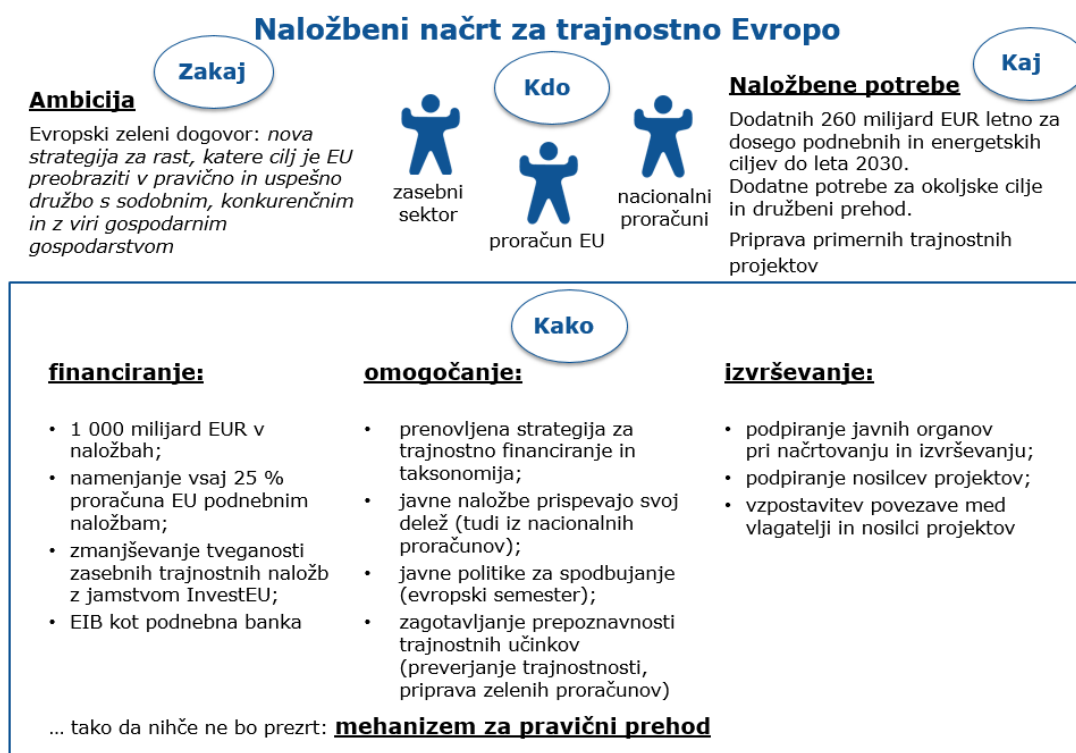 Naložbeni načrt za trajnostno Evropo
Zakaj
Ambicija
Evropski zeleni dogovor: nova
strategija za rast, katere cilj je EU
preobraziti v pravično in uspešno
družbo s sodobnim, konkurenčnim
in z viri gospodarnim
gospodarstvom
Kdo
zasebni
sektor
proračun EU
nacionalni
proračuni
Kaj
Naložbene potrebe
Dodatnih 260 milijard EUR letno za
dosego podnebnih in energetskih
ciljev do leta 2030.
Dodatne potrebe za okoljske cilje
in družbeni prehod.
Priprava primernih trajnostnih
projektov
Kako
financiranje:
• 1 000 milijard EUR v
naložbah;
• namenjanje vsaj 25 %
proračuna EU podnebnim
naložbam;
• zmanjševanje tveganosti
zasebnih trajnostnih naložb
z jamstvom InvestEU;
• EIB kot podnebna banka
omogočanje:
• prenovljena strategija za
trajnostno financiranje in
taksonomija;
• javne naložbe prispevajo svoj
delež (tudi iz nacionalnih
proračunov);
• javne politike za spodbujanje
(evropski semester);
• zagotavljanje prepoznavnosti
trajnostnih učinkov
(preverjanje trajnostnosti,
priprava zelenih proračunov)
izvrševanje:
• podpiranje javnih organov
pri načrtovanju in izvrševanju;
• podpiranje nosilcev projektov;
• vzpostavitev povezave med
vlagatelji in nosilci projektov
… tako da nihče ne bo prezrt: mehanizem za pravični prehod